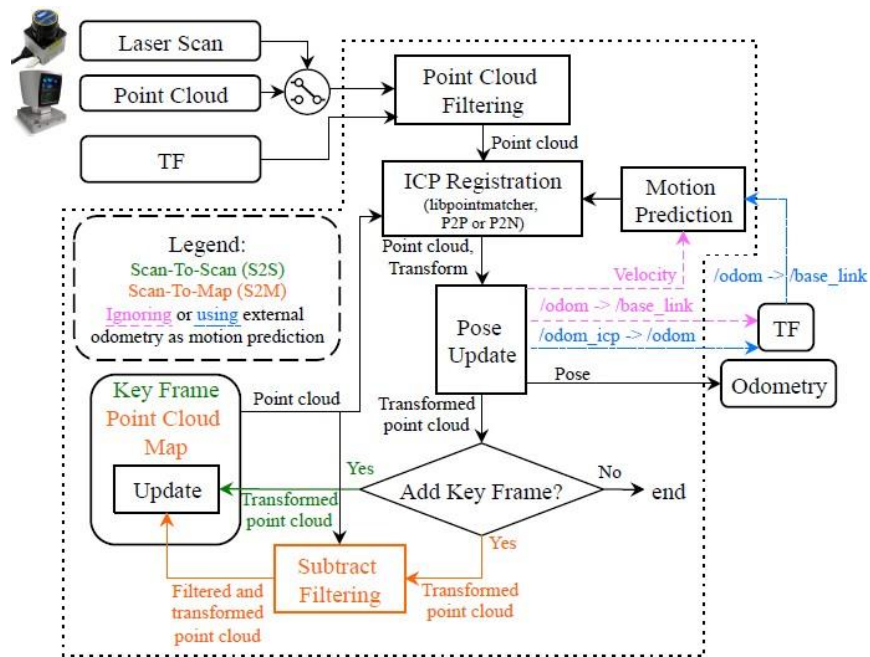 Laser Scan
Point Cloud
TF
Point Cloud
Filtering
Point cloud
ICP Registration
(libpointmatcher,
P2P or P2N)
Motion
Prediction
Legend:
Scan-To-Scan (S2S)
Scan-To-Map (S2M)
Ignoring or using external
odometry as motion prediction
Point cloud,
Transform
Velocity
/odom -> /base_link
/odom -> /base_link
/odom_icp -> /odom
TF
Pose
Update
Pose
Odometry
Key Frame
Point Cloud
Map
Update
Point cloud
Transformed
point cloud
Add Key Frame?
Yes
No
end
Transformed
point cloud
Yes
Subtract
Filtering
Transformed
point cloud
Filtered and
transformed
point cloud